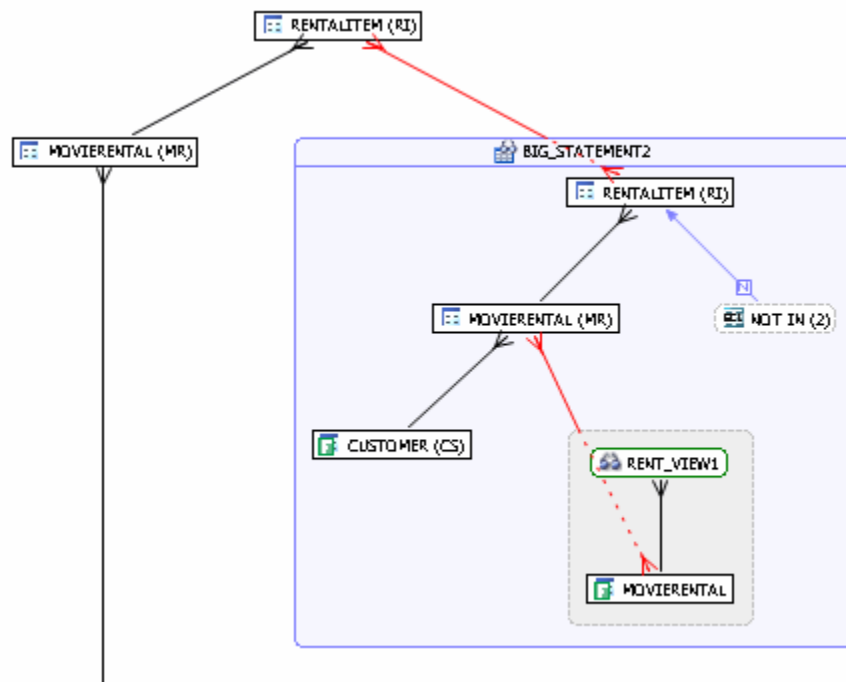 RENTALITEM (RI)
MOVIERENTAL (MR)
BIG_STATEMENT2
RENTALITEM (RI)
N
MOVIERENTAL (MR)
NOT IN (2)
CUSTOMER (CS)
RENT_VIEW1
MOVIERENTAL